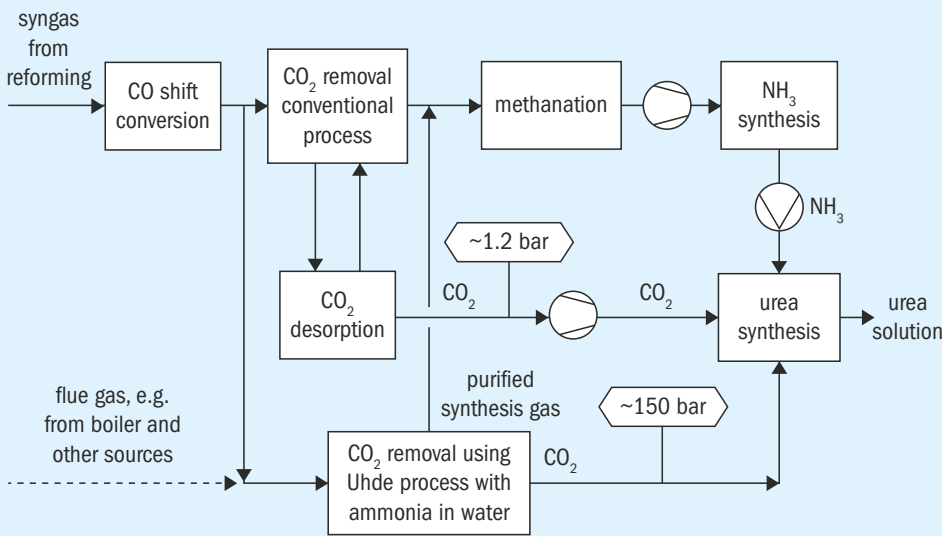 syngas
from
reforming
CO shift
conversion
CO₂ removal
conventional
process
methanation
NH₃
synthesis
NH₃
~1.2 bar
CO₂
desorption
CO₂
CO₂
urea
synthesis
urea
solution
flue gas, e.g.
from boiler and
other sources
purified
synthesis gas
~150 bar
CO₂ removal using
Uhde process with
ammonia in water
CO₂